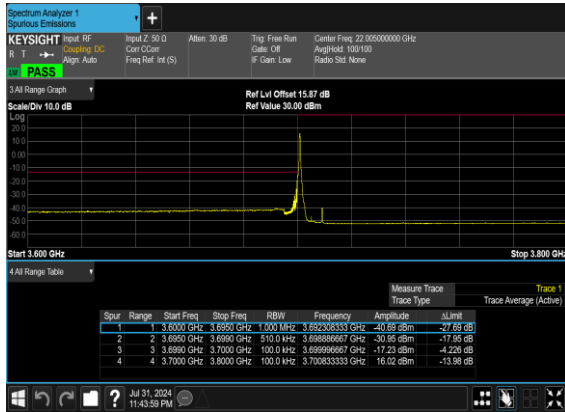 Spectrum Analyzer 1
Spurious Emissions
KEYSIGHT Input: RF Input Z: 50 Ω Atten: 30 dB Trig: Free Run Center Freq: 22.005000000 GHz
R T Coupling: DC Corr CCorr Gate: Off Avg|Hold: 100/100
Align: Auto Freq Ref: Int (S) IF Gain: Low Radio Std: None
PASS
3 All Range Graph
Ref Lvl Offset 15.87 dB
Scale/Div 10.0 dB Ref Value 30.00 dBm
Log
20.0
10.0
0.00
-10.0
-20.0
-30.0
-40.0
-50.0
-60.0
Start 3.600 GHz Stop 3.800 GHz
4 All Range Table
Measure Trace Trace 1
Trace Type Trace Average (Active)
Spur Range Start Freq Stop Freq RBW Frequency Amplitude ΔLimit
1 1 3.6000 GHz 3.6950 GHz 1.000 MHz 3.692308333 GHz -40.69 dBm -27.69 dB
2 2 3.6950 GHz 3.6990 GHz 510.0 kHz 3.698886667 GHz -30.95 dBm -17.95 dB
3 3 3.6990 GHz 3.7000 GHz 100.0 kHz 3.699996667 GHz -17.23 dBm -4.226 dB
4 4 3.7000 GHz 3.8000 GHz 100.0 kHz 3.700833333 GHz 16.02 dBm -13.98 dB
Jul 31, 2024
11:43:59 PM